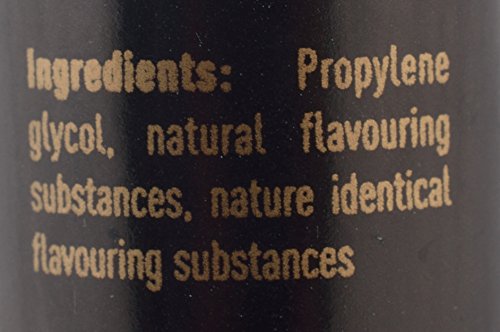 Ingredients: Propylene
glycol, natural flavouring
substances, nature identical
flavouring substances